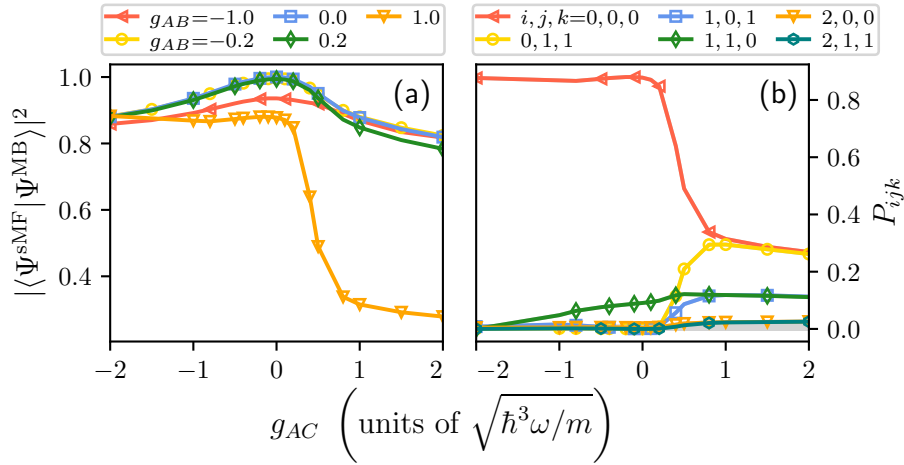 g_{AB}=−1.0 0.0 1.0
g_{AB}=−0.2 0.2
i, j, k=0, 0, 0 1, 0, 1 2, 0, 0
0, 1, 1 1, 1, 0 2, 1, 1
(a)
1.0
0.8
0.6
0.4
|⟨Ψ^{sMF}|Ψ^{MB}⟩|^2
−2 −1 0 1 2
(b)
0.8
0.6
0.4
0.2
0.0
P_{ijk}
−2 −1 0 1 2
g_{AC} (units of √ħ^3ω/m)